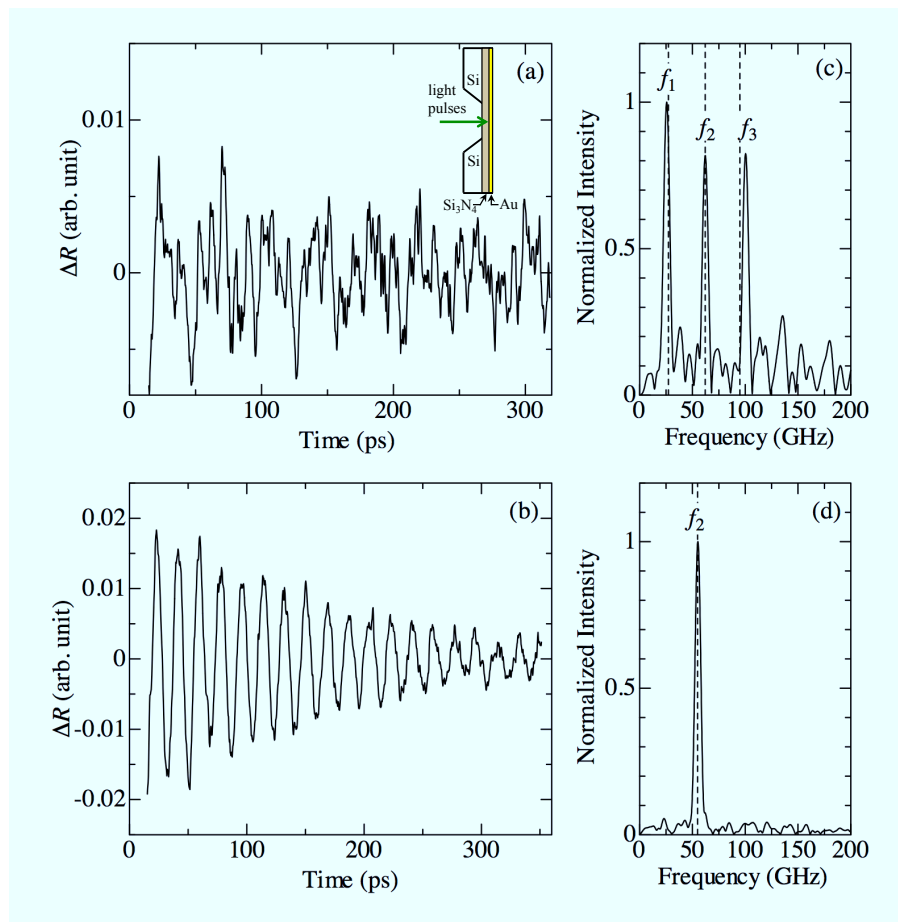 (a)
Si
light
pulses
Si
Si₃N₄
Au
0.01
0
ΔR (arb. unit)
0
100
200
300
Time (ps)
(c)
f₁
f₂
f₃
1
0.5
0
Normalized Intensity
0
50
100
150
200
Frequency (GHz)
(b)
0.02
0.01
0
-0.01
-0.02
ΔR (arb. unit)
0
100
200
300
Time (ps)
(d)
f₂
1
0.5
0
Normalized Intensity
0
50
100
150
200
Frequency (GHz)